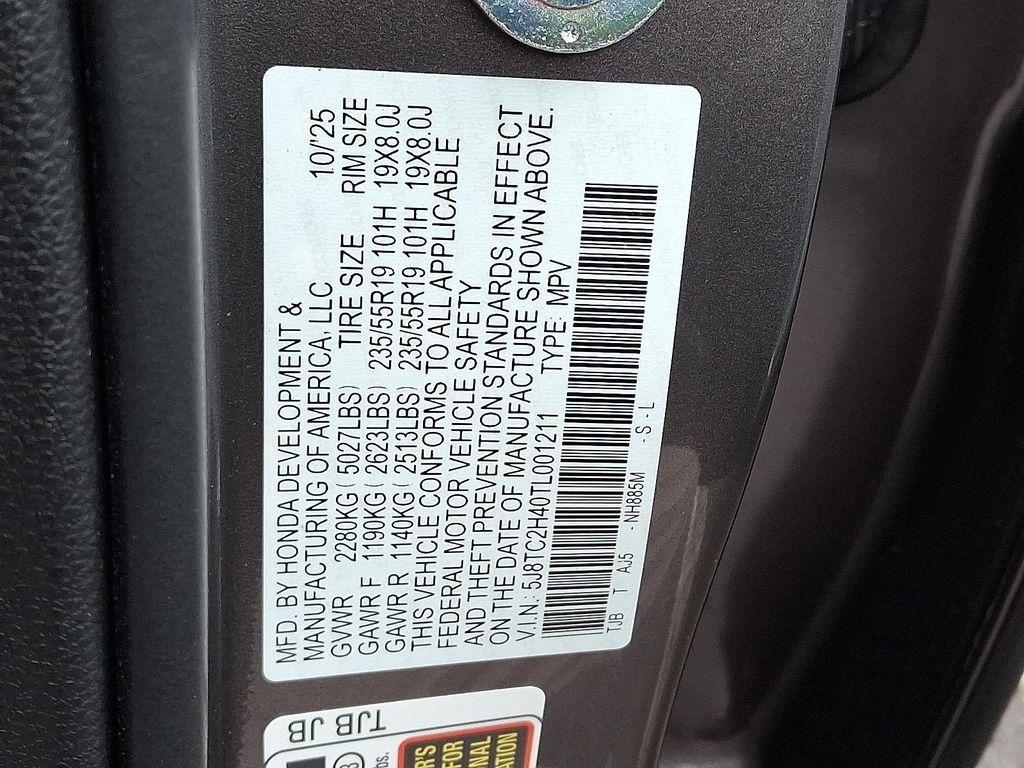 MFD. BY HONDA DEVELOPMENT &
MANUFACTURING OF AMERICA, LLC 10/'25
GVWR 2280KG ( 5027LBS) TIRE SIZE RIM SIZE
GAWR F 1190KG ( 2623LBS) 235/55R19 101H 19X8.0J
GAWR R 1140KG ( 2513LBS) 235/55R19 101H 19X8.0J
THIS VEHICLE CONFORMS TO ALL APPLICABLE
FEDERAL MOTOR VEHICLE SAFETY
AND THEFT PREVENTION STANDARDS IN EFFECT
ON THE DATE OF MANUFACTURE SHOWN ABOVE.
V.I.N.: 5J8TC2H40TL001211 TYPE: MPV
TJB T AJ5 -NH885M - S - L
TJB
JB
FOR